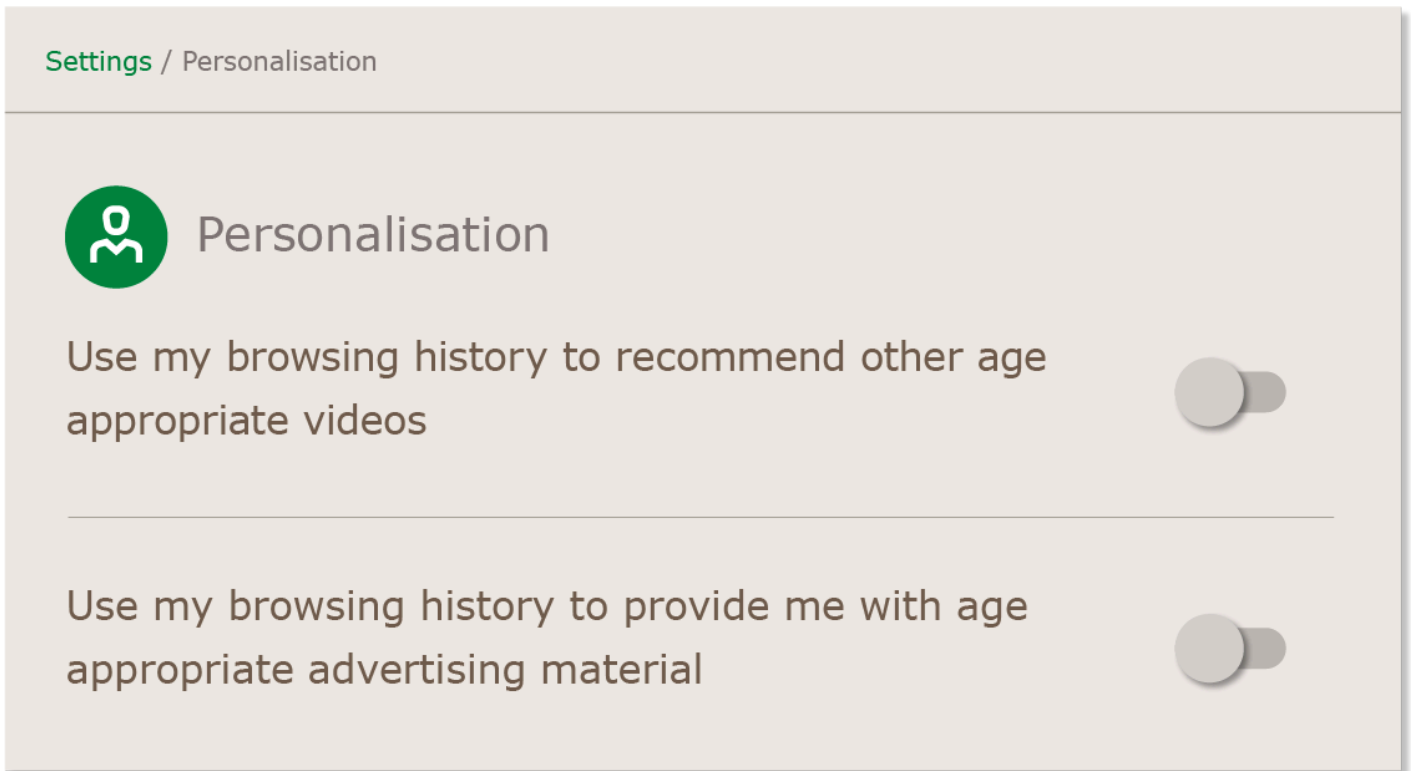 Settings / Personalisation
Personalisation
Use my browsing history to recommend other age
appropriate videos
Use my browsing history to provide me with age
appropriate advertising material